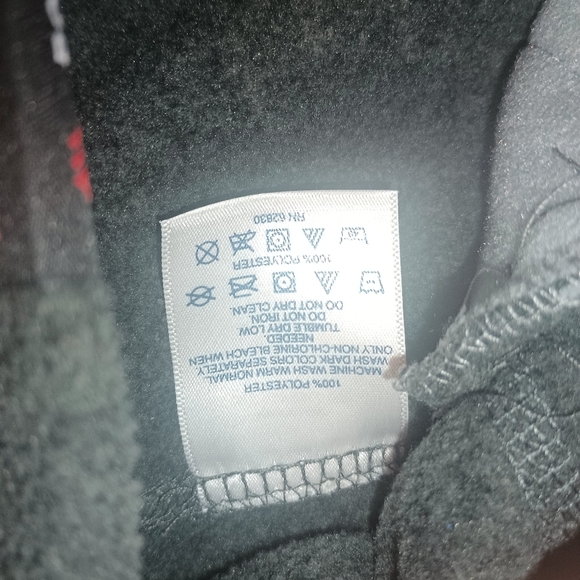 100% POLYESTER
MACHINE WASH WARM NORMAL
WASH DARK COLORS SEPARATELY.
ONLY NON-CHLORINE BLEACH WHEN
NEEDED
TUMBLE DRY LOW.
DO NOT IRON.
DO NOT DRY CLEAN.
100% POLYESTER
RN 62830